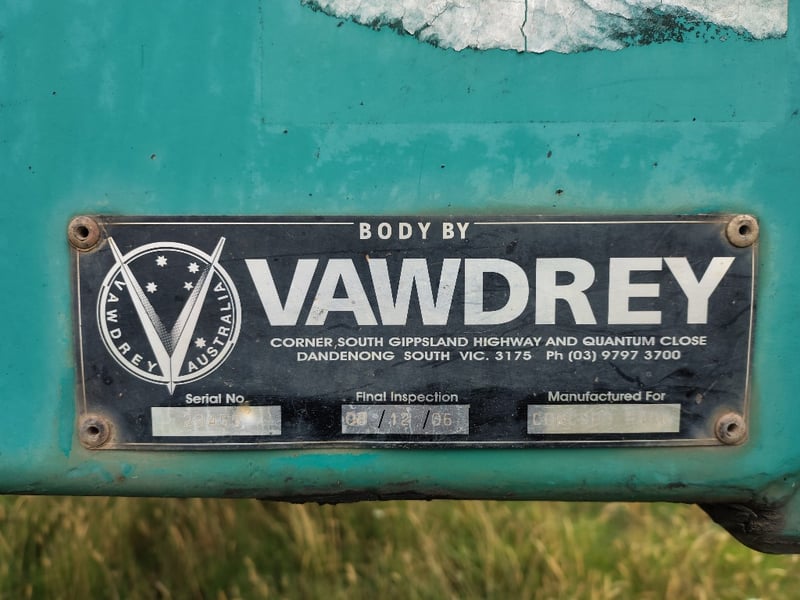 BODY BY
VAWDREY
VAWDREY AUSTRALIA
CORNER, SOUTH GIPPSLAND HIGHWAY AND QUANTUM CLOSE
DANDENONG SOUTH VIC. 3175 Ph (03) 9797 3700
Serial No. Final Inspection Manufactured For
/12 /06